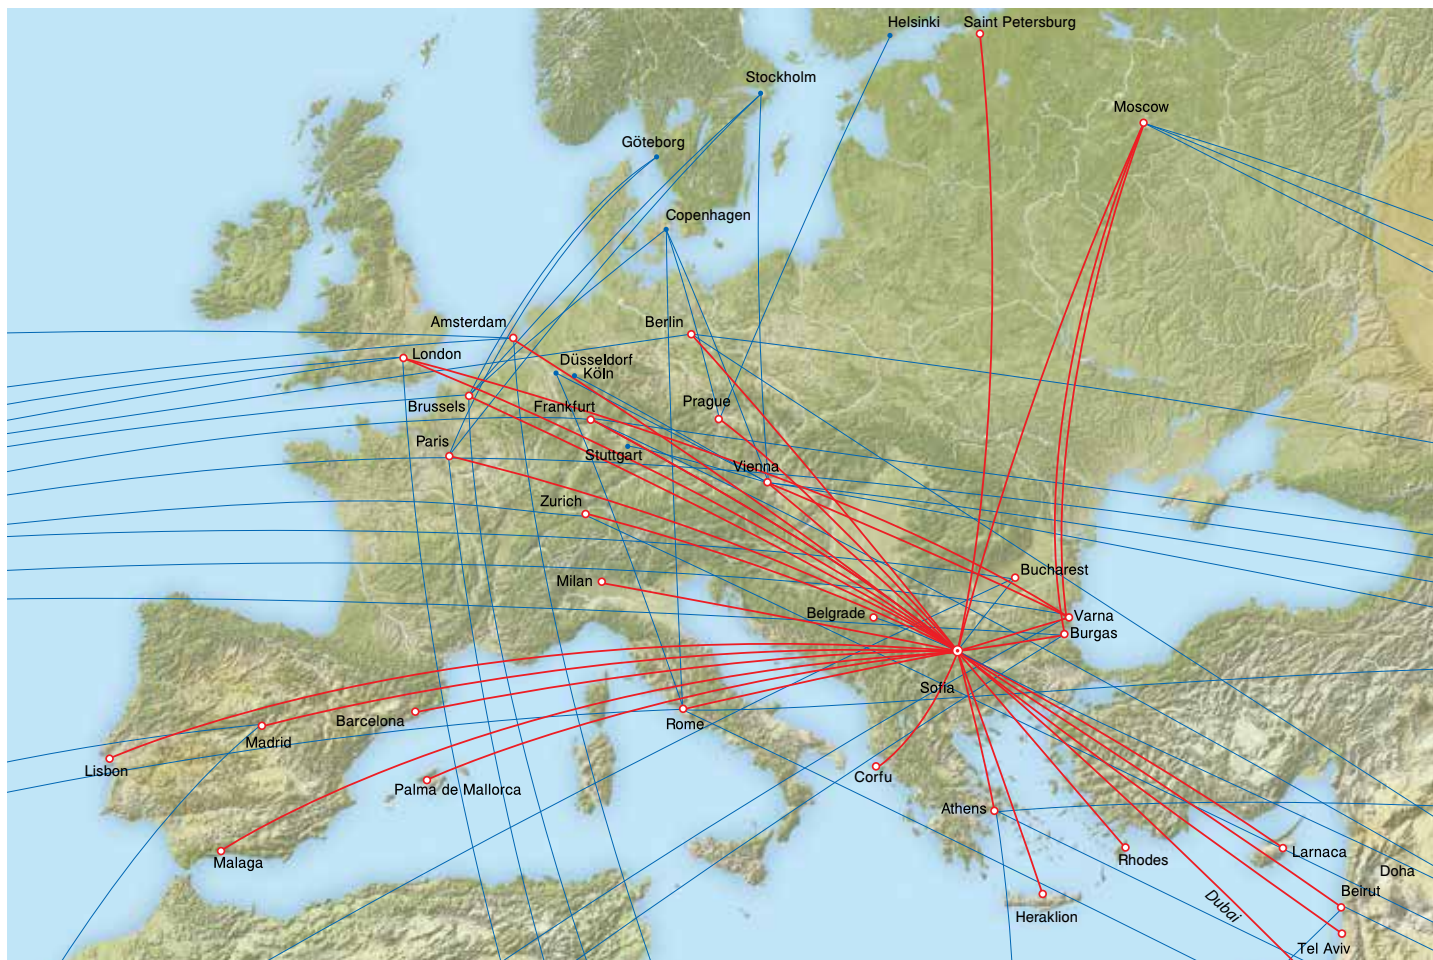 Helsinki
Saint Petersburg
Stockholm
Moscow
Göteborg
Copenhagen
Amsterdam
Berlin
London
Düsseldorf
Köln
Brussels
Frankfurt
Prague
Paris
Stuttgart
Vienna
Zurich
Milan
Bucharest
Belgrade
Varna
Burgas
Sofia
Barcelona
Rome
Madrid
Lisbon
Corfu
Palma de Mallorca
Athens
Malaga
Rhodes
Larnaca
Doha
Beirut
Dubai
Heraklion
Tel Aviv